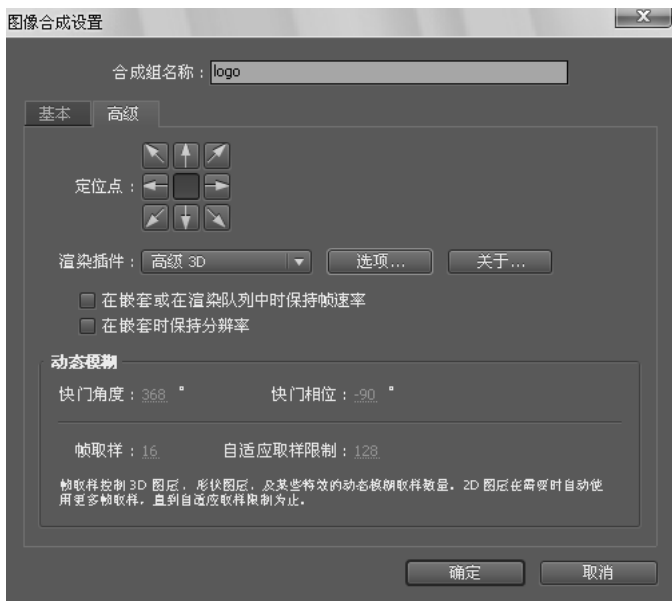 图像合成设置
合成组名称：logo
基本 高级
定位点：
渲染插件：高级 3D 选项... 关于...
在嵌套或在渲染队列中时保持帧速率
在嵌套时保持分辨率
动态模糊
快门角度：368 ° 快门相位：-90 °
帧取样：16 自适应取样限制：128
帧取样控制 3D 图层，形状图层，及某些特效的动态模糊取样数量。2D 图层在需要时自动使
用更多帧取样，直到自适应取样限制为止。
确定 取消